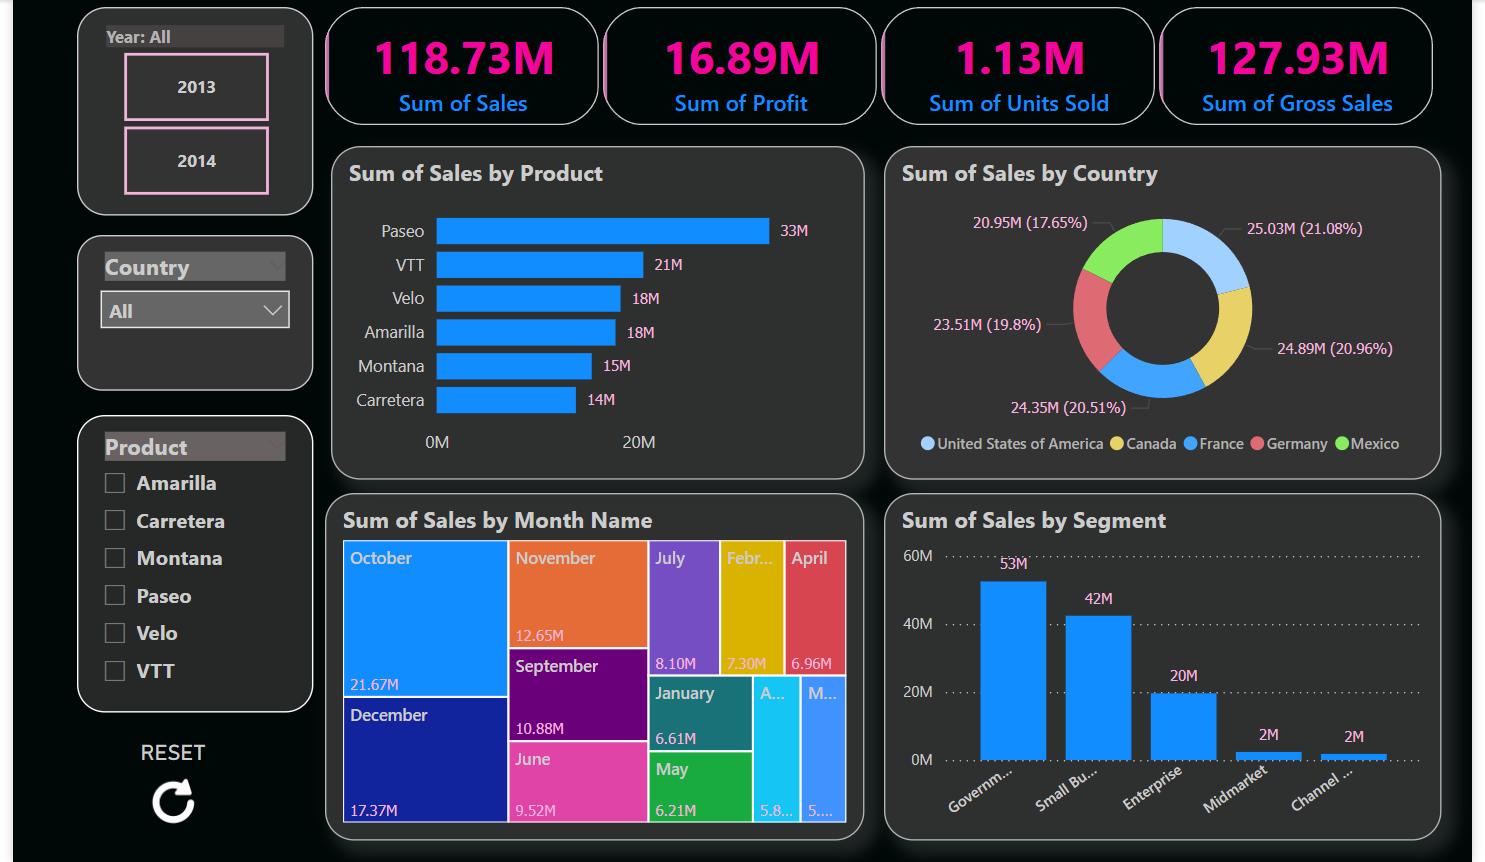 Year: All
2013
2014
Country
All
Product
Amarilla
Carretera
Montana
Paseo
Velo
VTT
RESET
118.73M
Sum of Sales
16.89M
Sum of Profit
1.13M
Sum of Units Sold
127.93M
Sum of Gross Sales
Sum of Sales by Product
Paseo 33M
VTT 21M
Velo 18M
Amarilla 18M
Montana 15M
Carretera 14M
0M 20M
Sum of Sales by Country
20.95M (17.65%) 25.03M (21.08%)
23.51M (19.8%) 24.89M (20.96%)
24.35M (20.51%)
United States of America Canada France Germany Mexico
Sum of Sales by Month Name
October
21.67M
December
17.37M
November
12.65M
September
10.88M
June
9.52M
July
8.10M
Febr...
7.30M
April
6.96M
January
6.61M
May
6.21M
A...
5.8...
M...
5....
Sum of Sales by Segment
60M
40M
20M
0M
53M
42M
20M
2M
2M
Governm...
Small Bu...
Enterprise
Midmarket
Channel ...